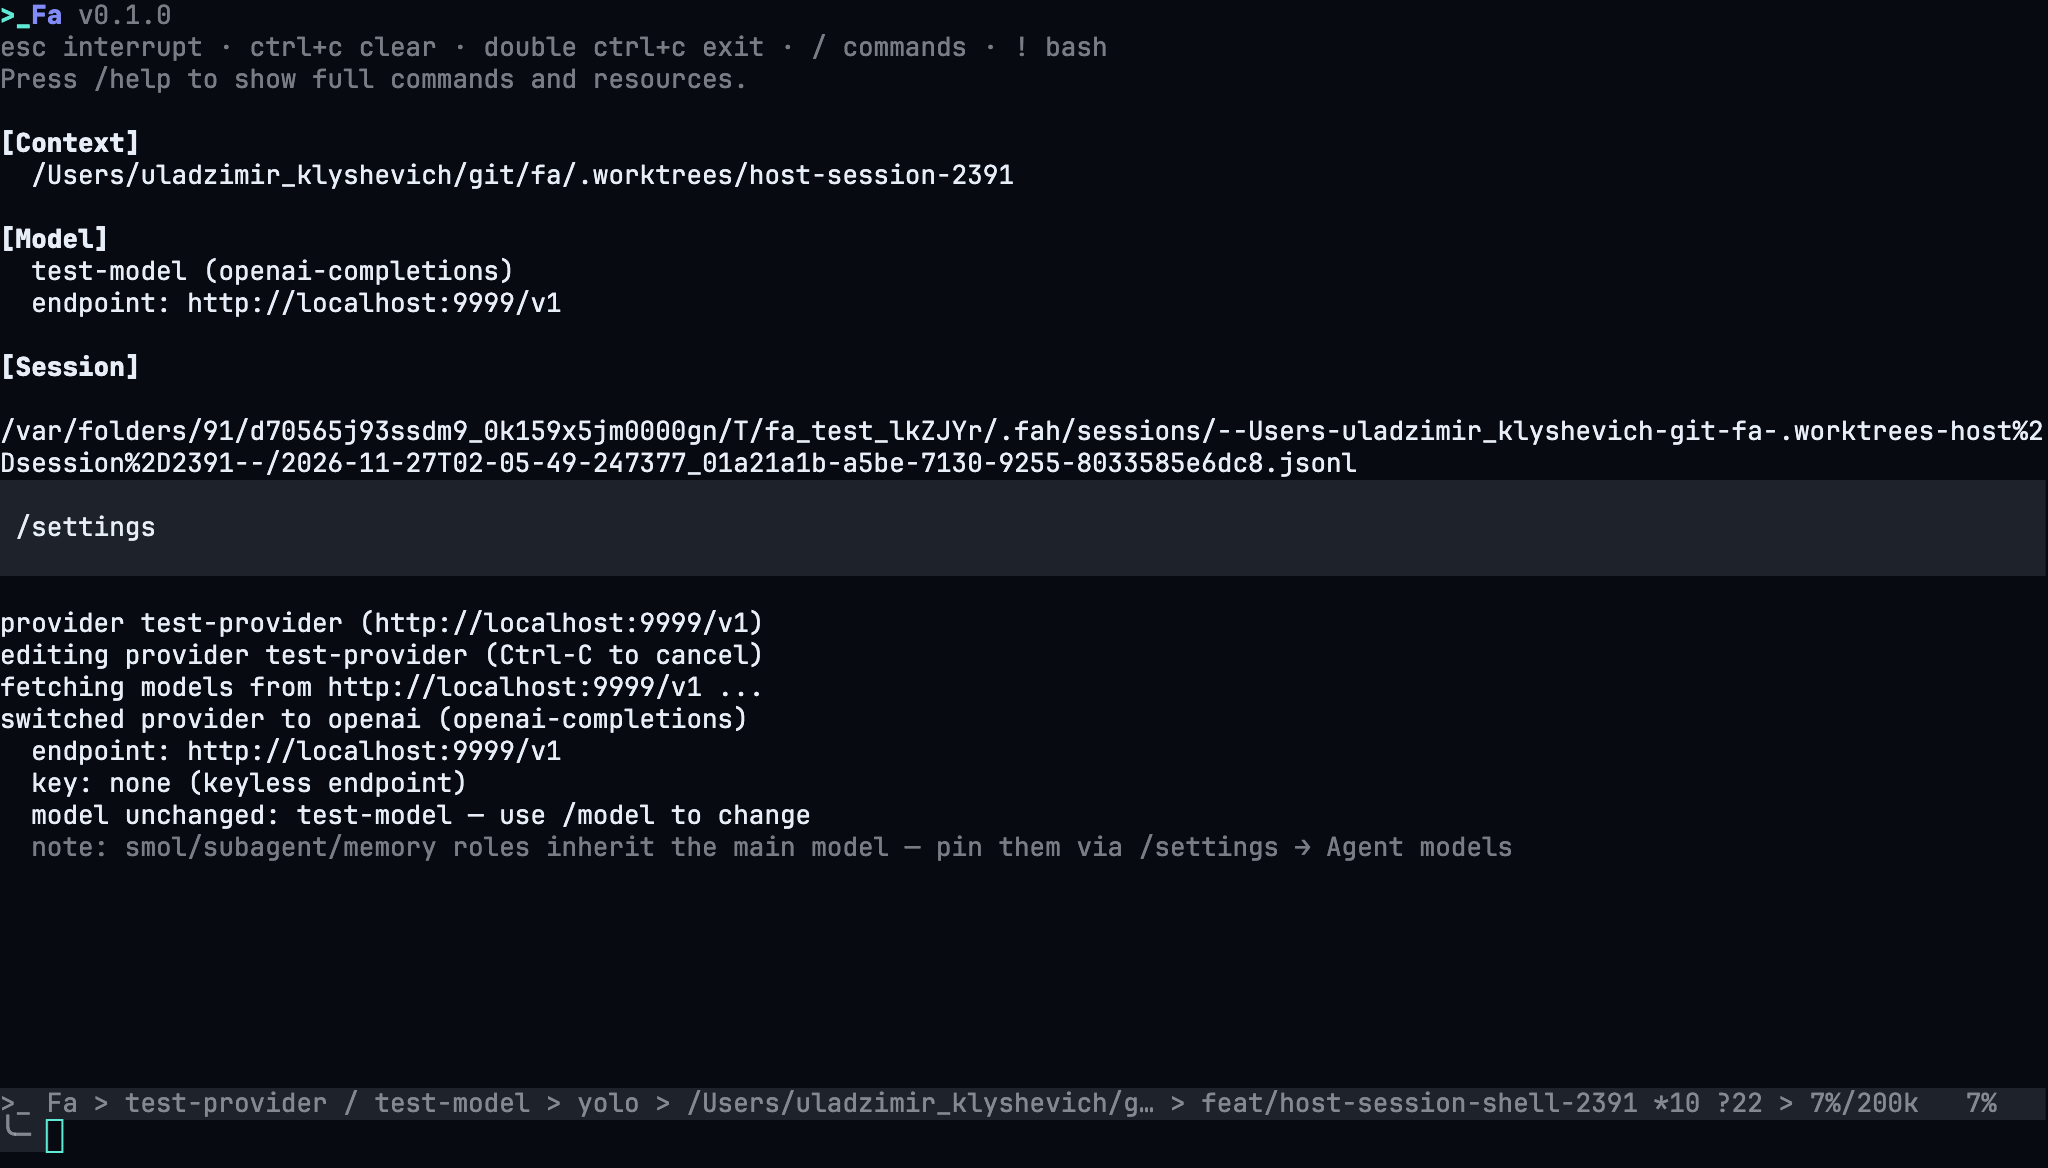 >_Fa v0.1.0
esc interrupt · ctrl+c clear · double ctrl+c exit · / commands · ! bash
Press /help to show full commands and resources.
[Context]
/Users/uladzimir_klyshevich/git/fa/.worktrees/host-session-2391
[Model]
test-model (openai-completions)
endpoint: http://localhost:9999/v1
[Session]
/var/folders/91/d70565j93ssdm9_0k159x5jm0000gn/T/fa_test_lkZJYr/.fah/sessions/--Users-uladzimir_klyshevich-git-fa-.worktrees-host%2
Dsession%2D2391--/2026-11-27T02-05-49-247377_01a21a1b-a5be-7130-9255-8033585e6dc8.jsonl
/settings
provider test-provider (http://localhost:9999/v1)
editing provider test-provider (Ctrl-C to cancel)
fetching models from http://localhost:9999/v1 ...
switched provider to openai (openai-completions)
endpoint: http://localhost:9999/v1
key: none (keyless endpoint)
model unchanged: test-model — use /model to change
note: smol/subagent/memory roles inherit the main model — pin them via /settings → Agent models
>_ Fa > test-provider / test-model > yolo > /Users/uladzimir_klyshevich/g… > feat/host-session-shell-2391 *10 ?22 > 7%/200k 7%